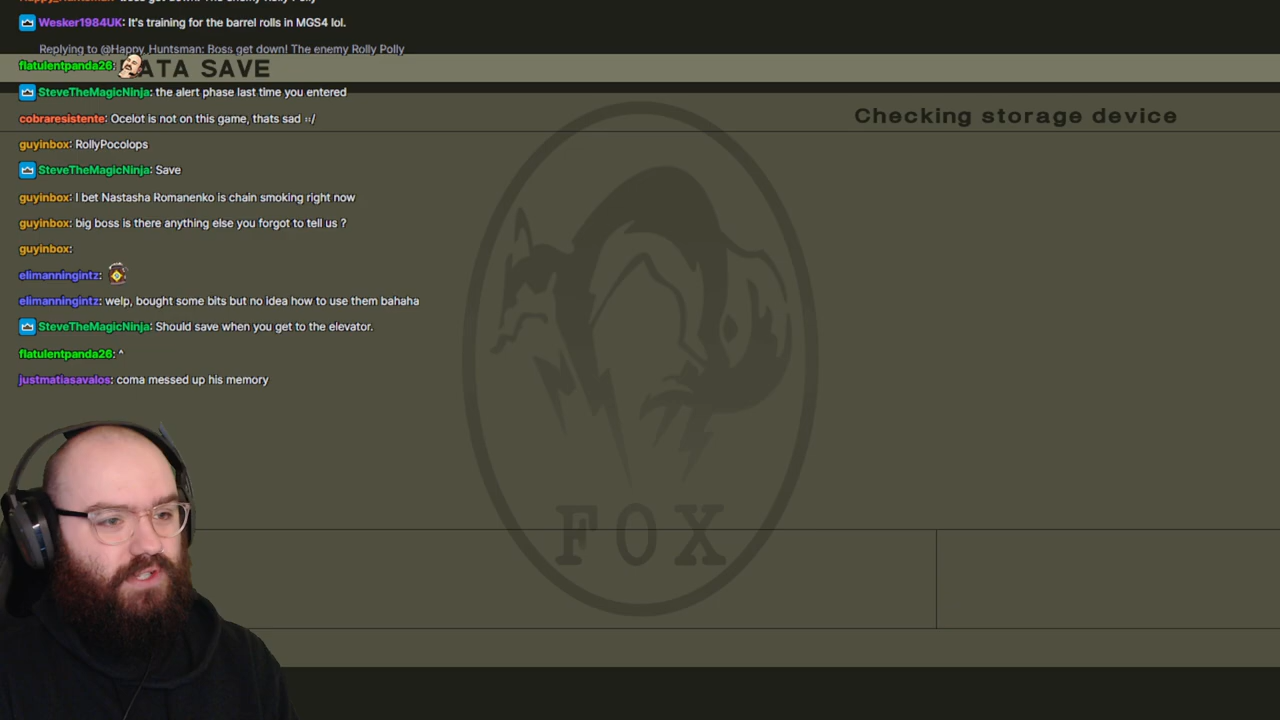 Wesker1984UK: It's training for the barrel rolls in MGS4 lol.
Replying to @Happy_Huntsman: Boss get down! The enemy Rolly Polly
flatulentpanda26:
ATA SAVE
SteveTheMagicNinja: the alert phase last time you entered
Checking storage device
cobraresistente: Ocelot is not on this game, thats sad =/
guyinbox: RollyPocolops
SteveTheMagicNinja: Save
guyinbox: I bet Nastasha Romanenko is chain smoking right now
guyinbox: big boss is there anything else you forgot to tell us ?
guyinbox:
elimanningintz:
elimanningintz: welp, bought some bits but no idea how to use them bahaha
SteveTheMagicNinja: Should save when you get to the elevator.
flatulentpanda26: ^
justmatiasavalos: coma messed up his memory
FOX